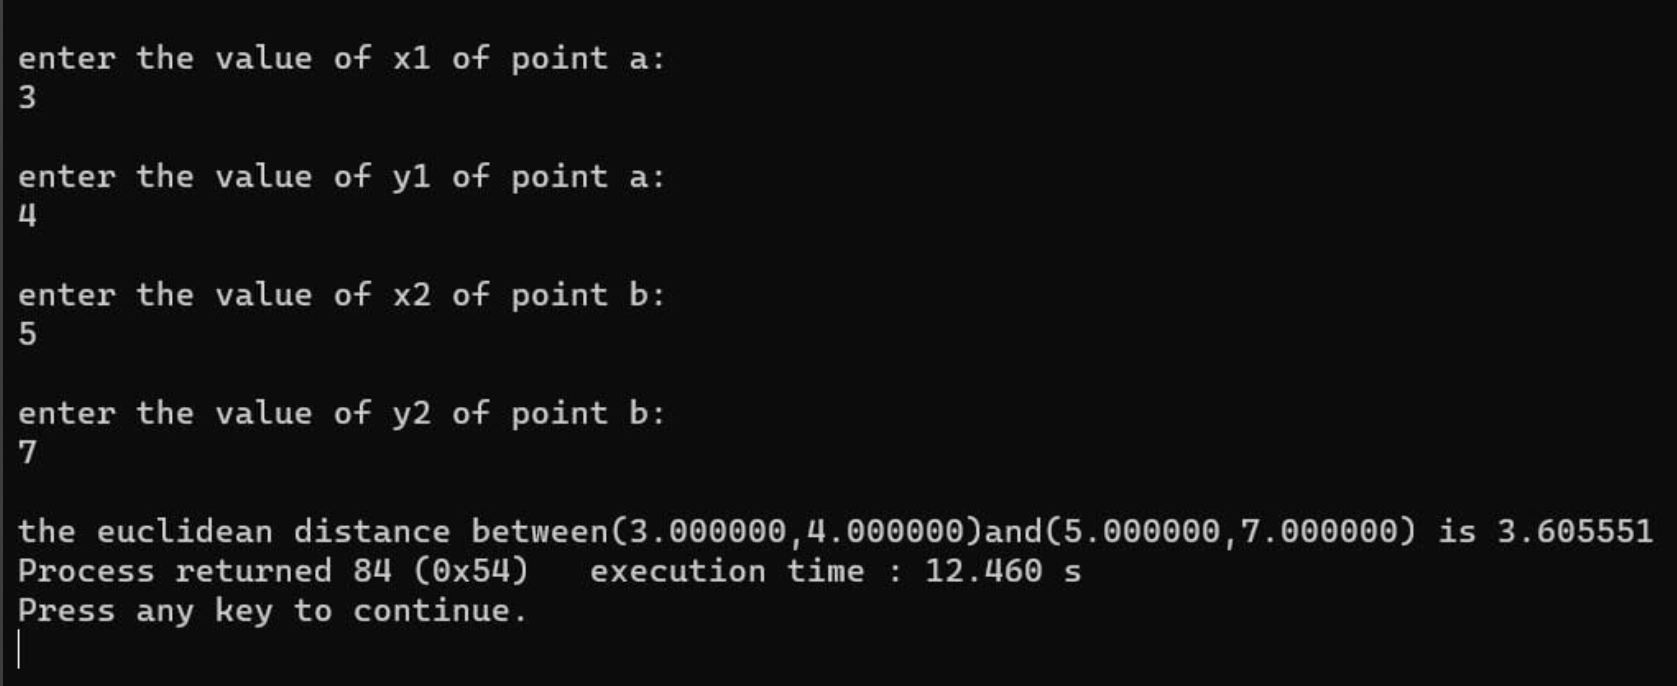 enter the value of x1 of point a:
3
enter the value of y1 of point a:
4
enter the value of x2 of point b:
5
enter the value of y2 of point b:
7
the euclidean distance between(3.000000,4.000000)and(5.000000,7.000000) is 3.605551
Process returned 84 (0x54)   execution time : 12.460 s
Press any key to continue.